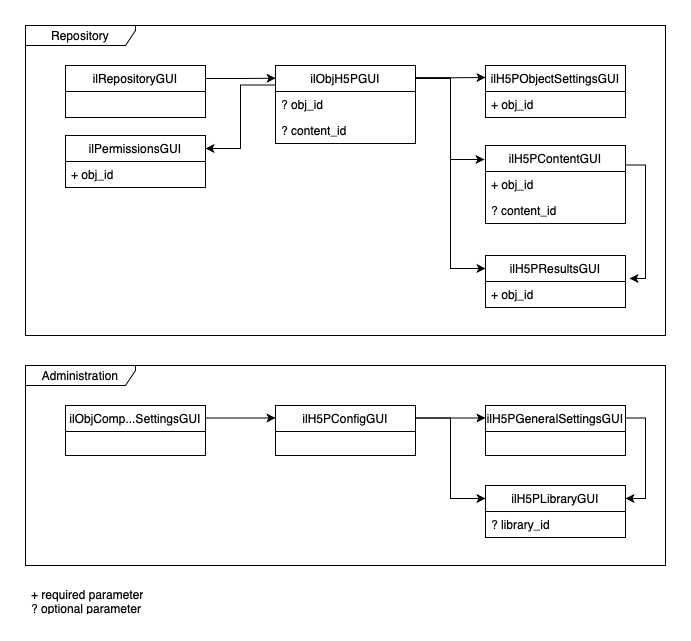 Repository
ilRepositoryGUI
ilPermissionsGUI
+ obj_id
ilObjH5PGUI
? obj_id
? content_id
ilH5PObjectSettingsGUI
+ obj_id
ilH5PContentGUI
+ obj_id
? content_id
ilH5PResultsGUI
+ obj_id
Administration
ilObjComp...SettingsGUI
ilH5PConfigGUI
ilH5PGeneralSettingsGUI
ilH5PLibraryGUI
? library_id
+ required parameter
? optional parameter